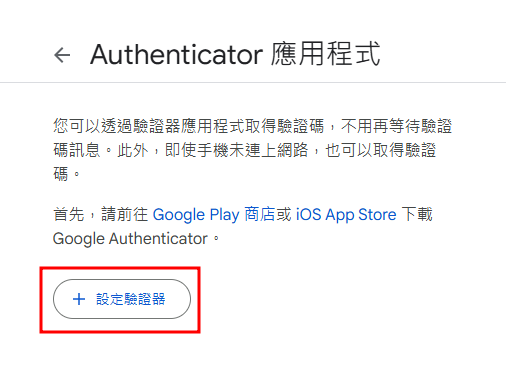 Authenticator 應用程式
您可以透過驗證器應用程式取得驗證碼，不用再等待驗證
碼訊息。此外，即使手機未連上網路，也可以取得驗證
碼。
首先，請前往 Google Play 商店或 iOS App Store 下載
Google Authenticator。
+ 設定驗證器